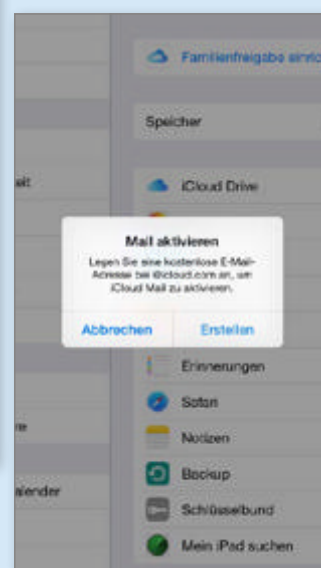 Familienfreigabe einric
Speicher
eit
iCloud Drive
Mail aktivieren
Legen Sie eine kostenlose E-Mail-
Adresse bei @icloud.com an, um
iCloud Mail zu aktivieren.
Abbrechen
Erstellen
Erinnerungen
Safari
re
Notizen
Backup
alender
Schlüsselbund
Mein iPad suchen